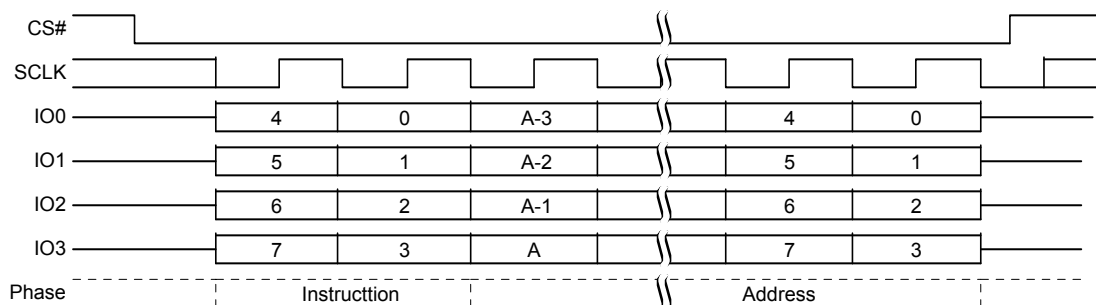 CS#
SCLK
IO0 4 0 A-3 4 0
IO1 5 1 A-2 5 1
IO2 6 2 A-1 6 2
IO3 7 3 A 7 3
Phase Instructtion Address